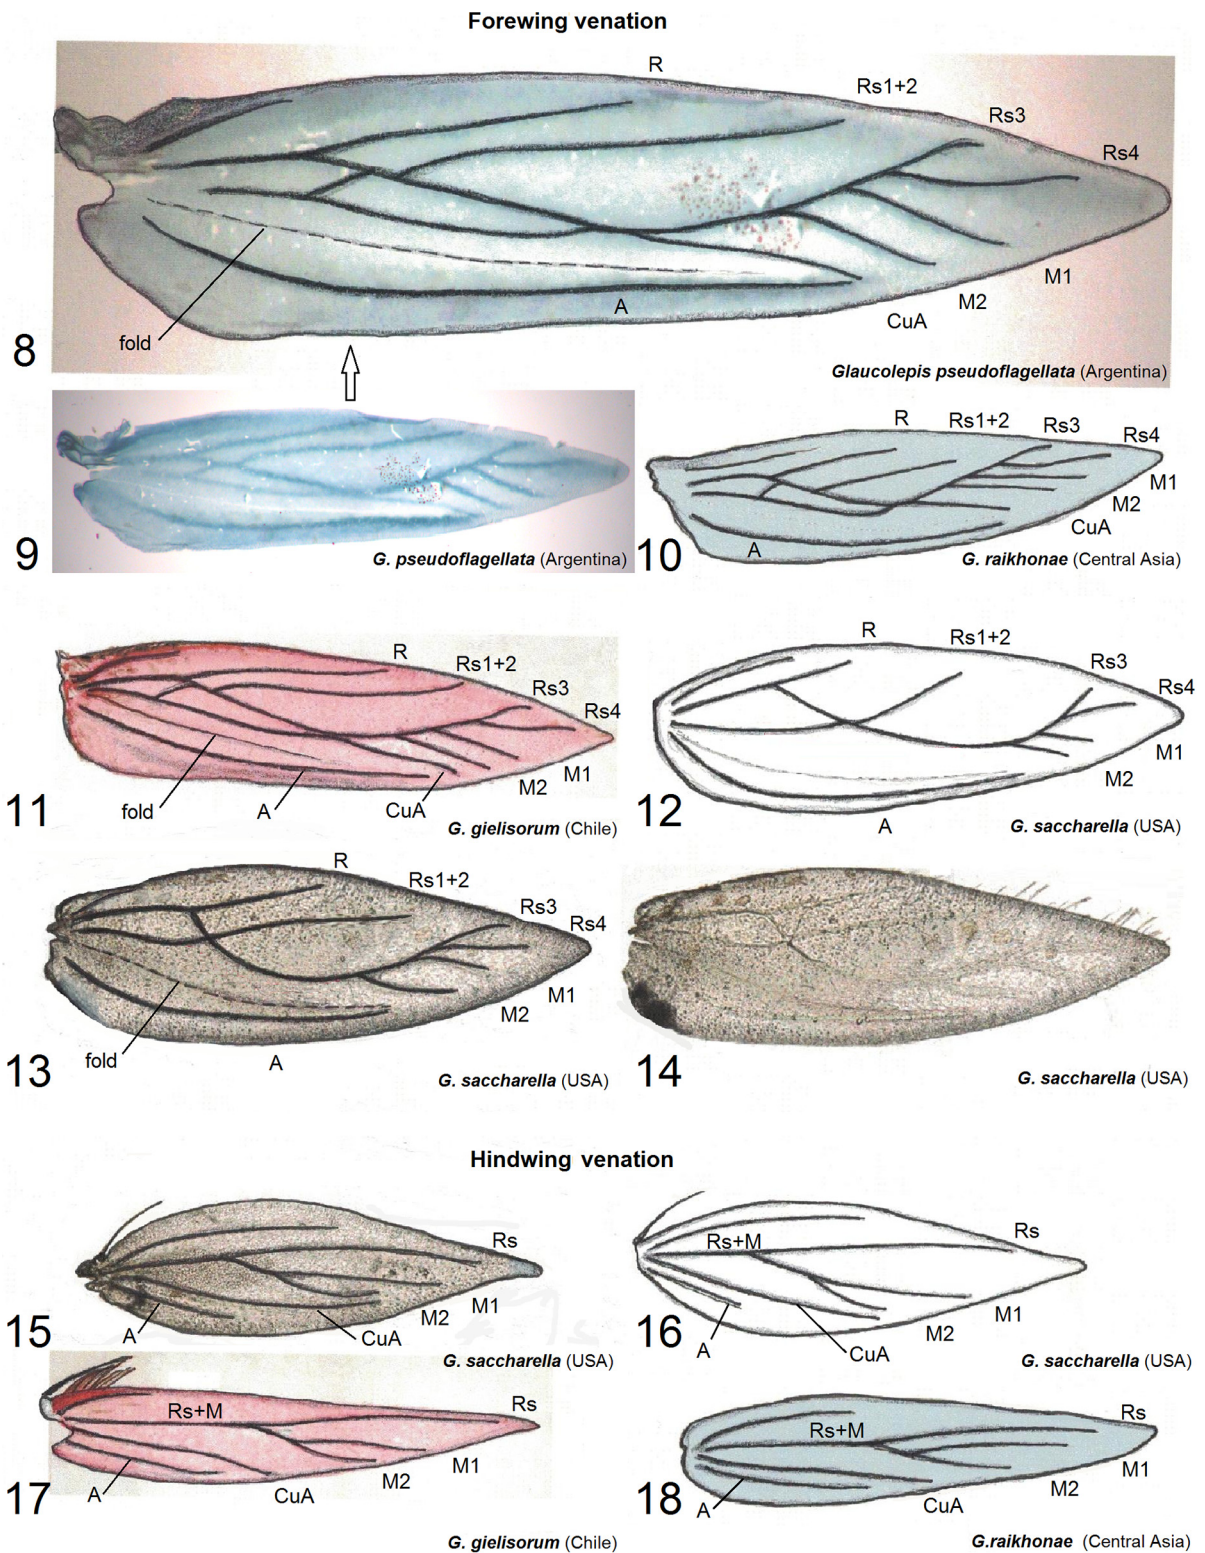 Forewing venation
R
Rs1+2
Rs3
Rs4
M1
M2
CuA
A
fold
8
Glaucolepis pseudoflagellata (Argentina)
9
G. pseudoflagellata (Argentina)
R
Rs1+2
Rs3
Rs4
M1
M2
CuA
A
10
G. raikhonae (Central Asia)
R
Rs1+2
Rs3
Rs4
M1
M2
CuA
A
fold
11
G. gielisorum (Chile)
R
Rs1+2
Rs3
Rs4
M1
M2
A
12
G. saccharella (USA)
R
Rs1+2
Rs3
Rs4
M1
M2
A
fold
13
G. saccharella (USA)
14
G. saccharella (USA)
Hindwing venation
Rs
M1
M2
CuA
A
15
G. saccharella (USA)
Rs+M
Rs
M1
M2
CuA
A
16
G. saccharella (USA)
Rs+M
Rs
M1
M2
CuA
A
17
G. gielisorum (Chile)
Rs+M
Rs
M1
M2
CuA
A
18
G.raikhonae (Central Asia)